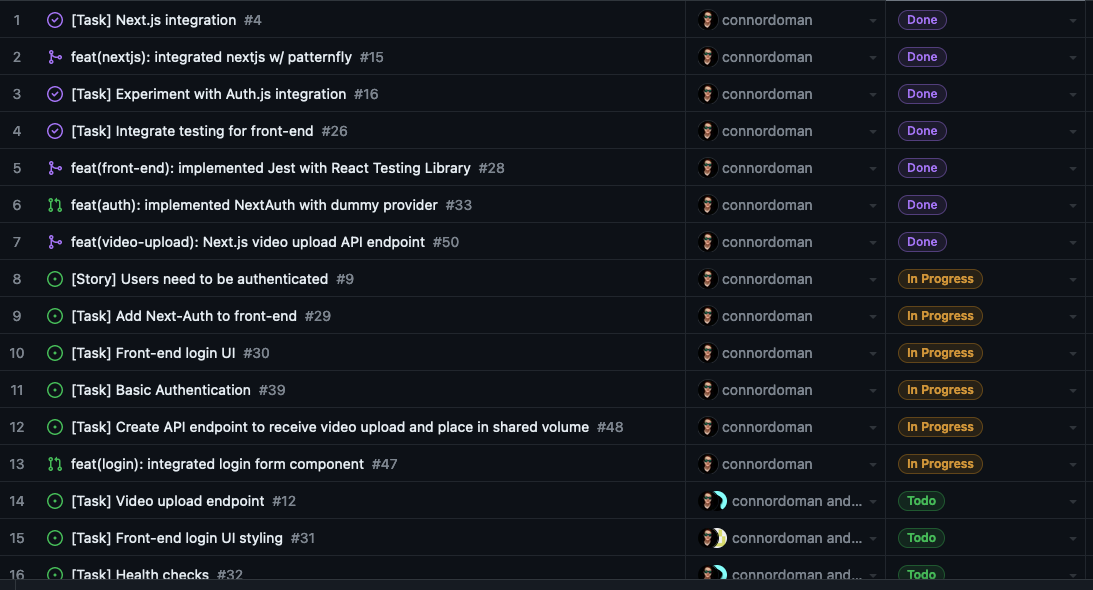 1 [Task] Next.js integration #4 connordoman Done
2 feat(nextjs): integrated nextjs w/ patternfly #15 connordoman Done
3 [Task] Experiment with Auth.js integration #16 connordoman Done
4 [Task] Integrate testing for front-end #26 connordoman Done
5 feat(front-end): implemented Jest with React Testing Library #28 connordoman Done
6 feat(auth): implemented NextAuth with dummy provider #33 connordoman Done
7 feat(video-upload): Next.js video upload API endpoint #50 connordoman Done
8 [Story] Users need to be authenticated #9 connordoman In Progress
9 [Task] Add Next-Auth to front-end #29 connordoman In Progress
10 [Task] Front-end login UI #30 connordoman In Progress
11 [Task] Basic Authentication #39 connordoman In Progress
12 [Task] Create API endpoint to receive video upload and place in shared volume #48 connordoman In Progress
13 feat(login): integrated login form component #47 connordoman In Progress
14 [Task] Video upload endpoint #12 connordoman and... Todo
15 [Task] Front-end login UI styling #31 connordoman and... Todo
16 [Task] Health checks #32 connordoman and... Todo